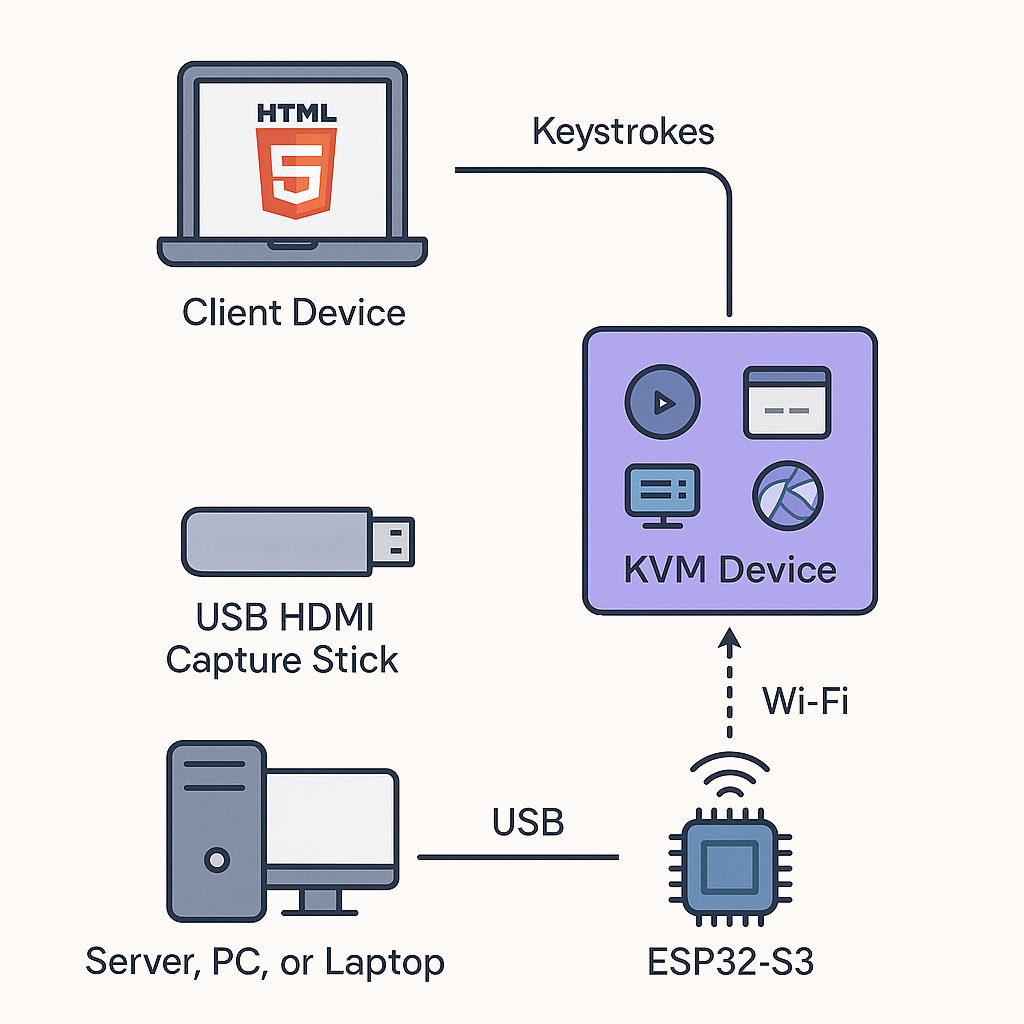 HTML
5
Keystrokes
Client Device
KVM Device
USB HDMI
Capture Stick
Wi-Fi
USB
Server, PC, or Laptop
ESP32-S3